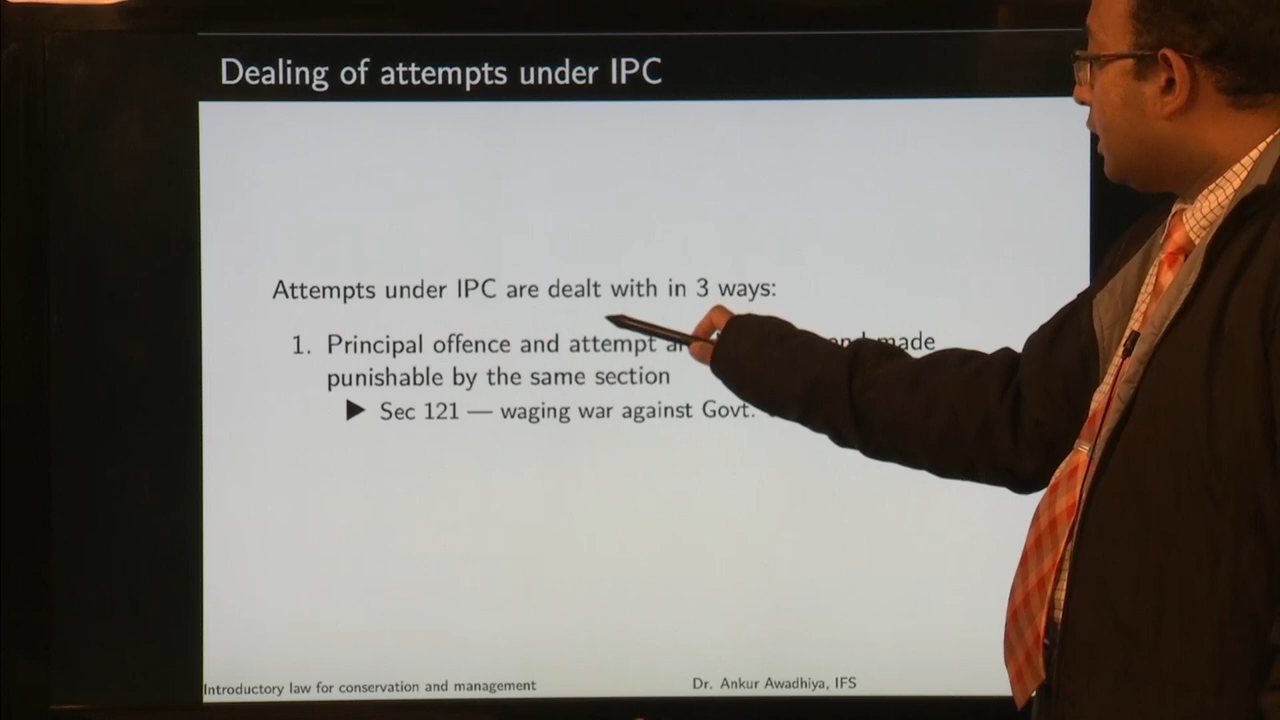 Dealing of attempts under IPC
Attempts under IPC are dealt with in 3 ways:
1. Principal offence and attempt made
punishable by the same section
▶ Sec 121 — waging war against Govt.
Introductory law for conservation and management
Dr. Ankur Awadhiya, IFS